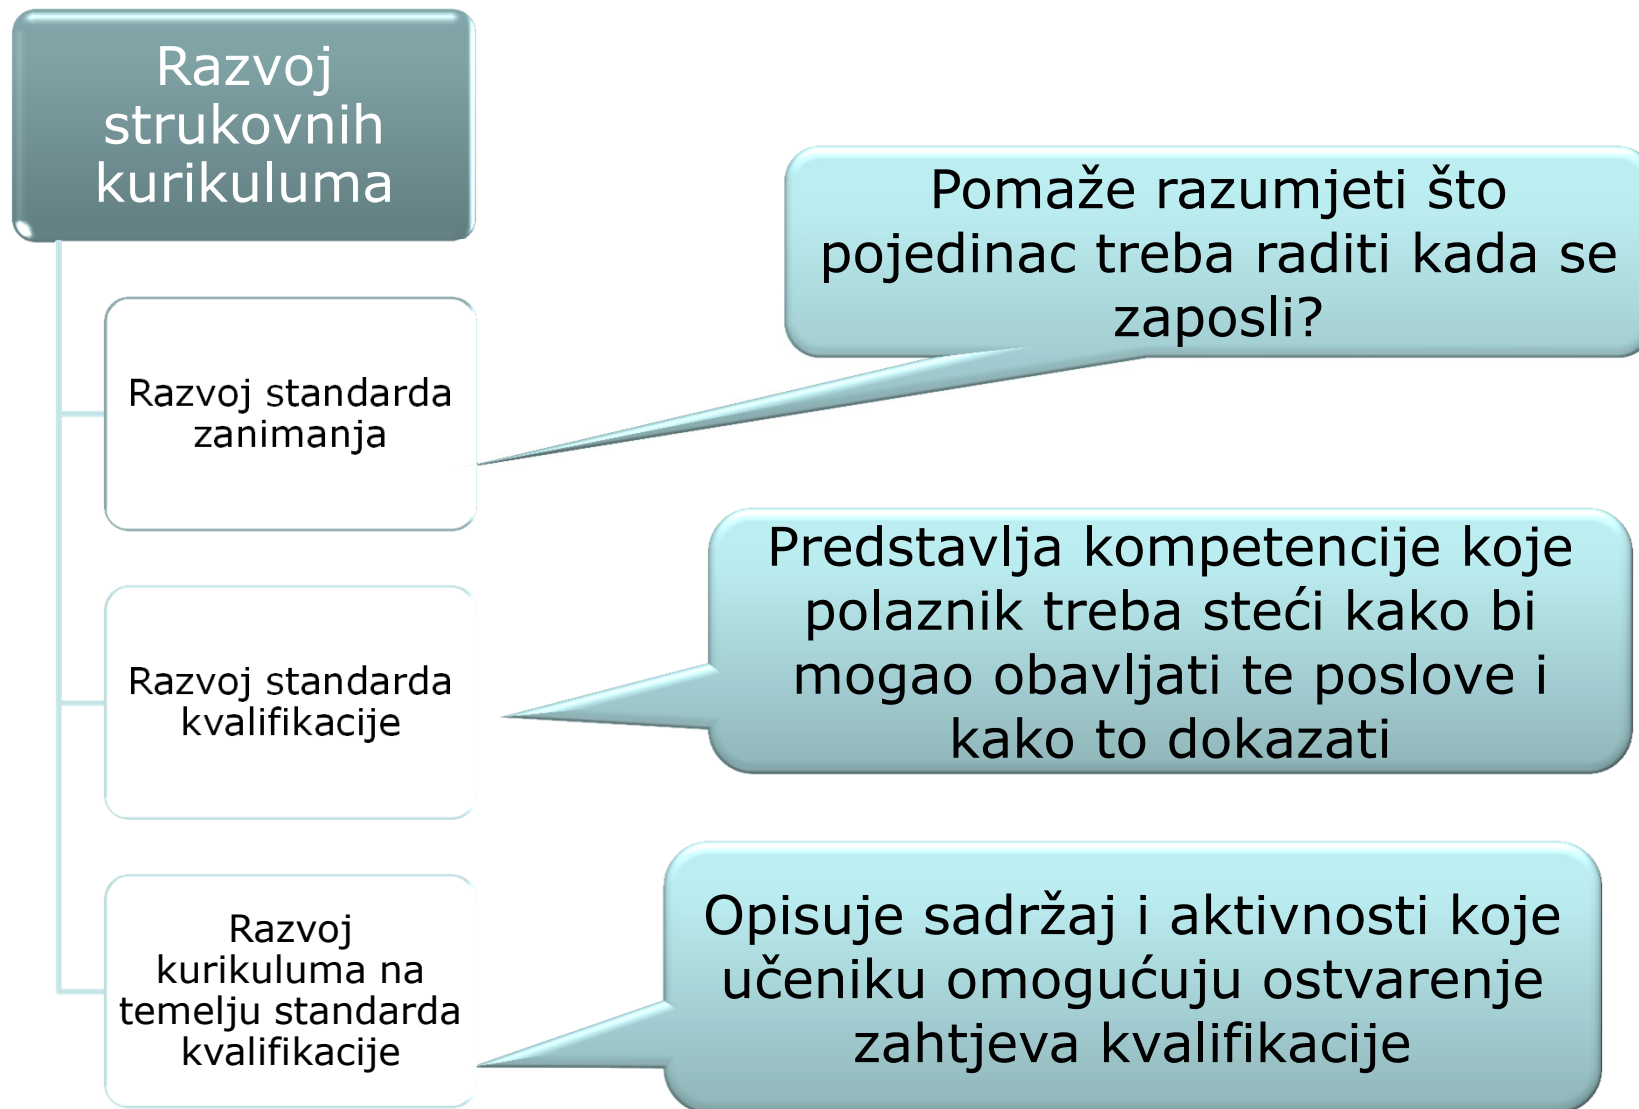 Razvoj
strukovnih
kurikuluma
Pomaže razumjeti što
pojedinac treba raditi kada se
zaposli?
Razvoj standarda
zanimanja
Predstavlja kompetencije koje
polaznik treba steći kako bi
mogao obavljati te poslove i
kako to dokazati
Razvoj standarda
kvalifikacije
Opisuje sadržaj i aktivnosti koje
učeniku omogućuju ostvarenje
zahtjeva kvalifikacije
Razvoj
kurikuluma na
temelju standarda
kvalifikacije